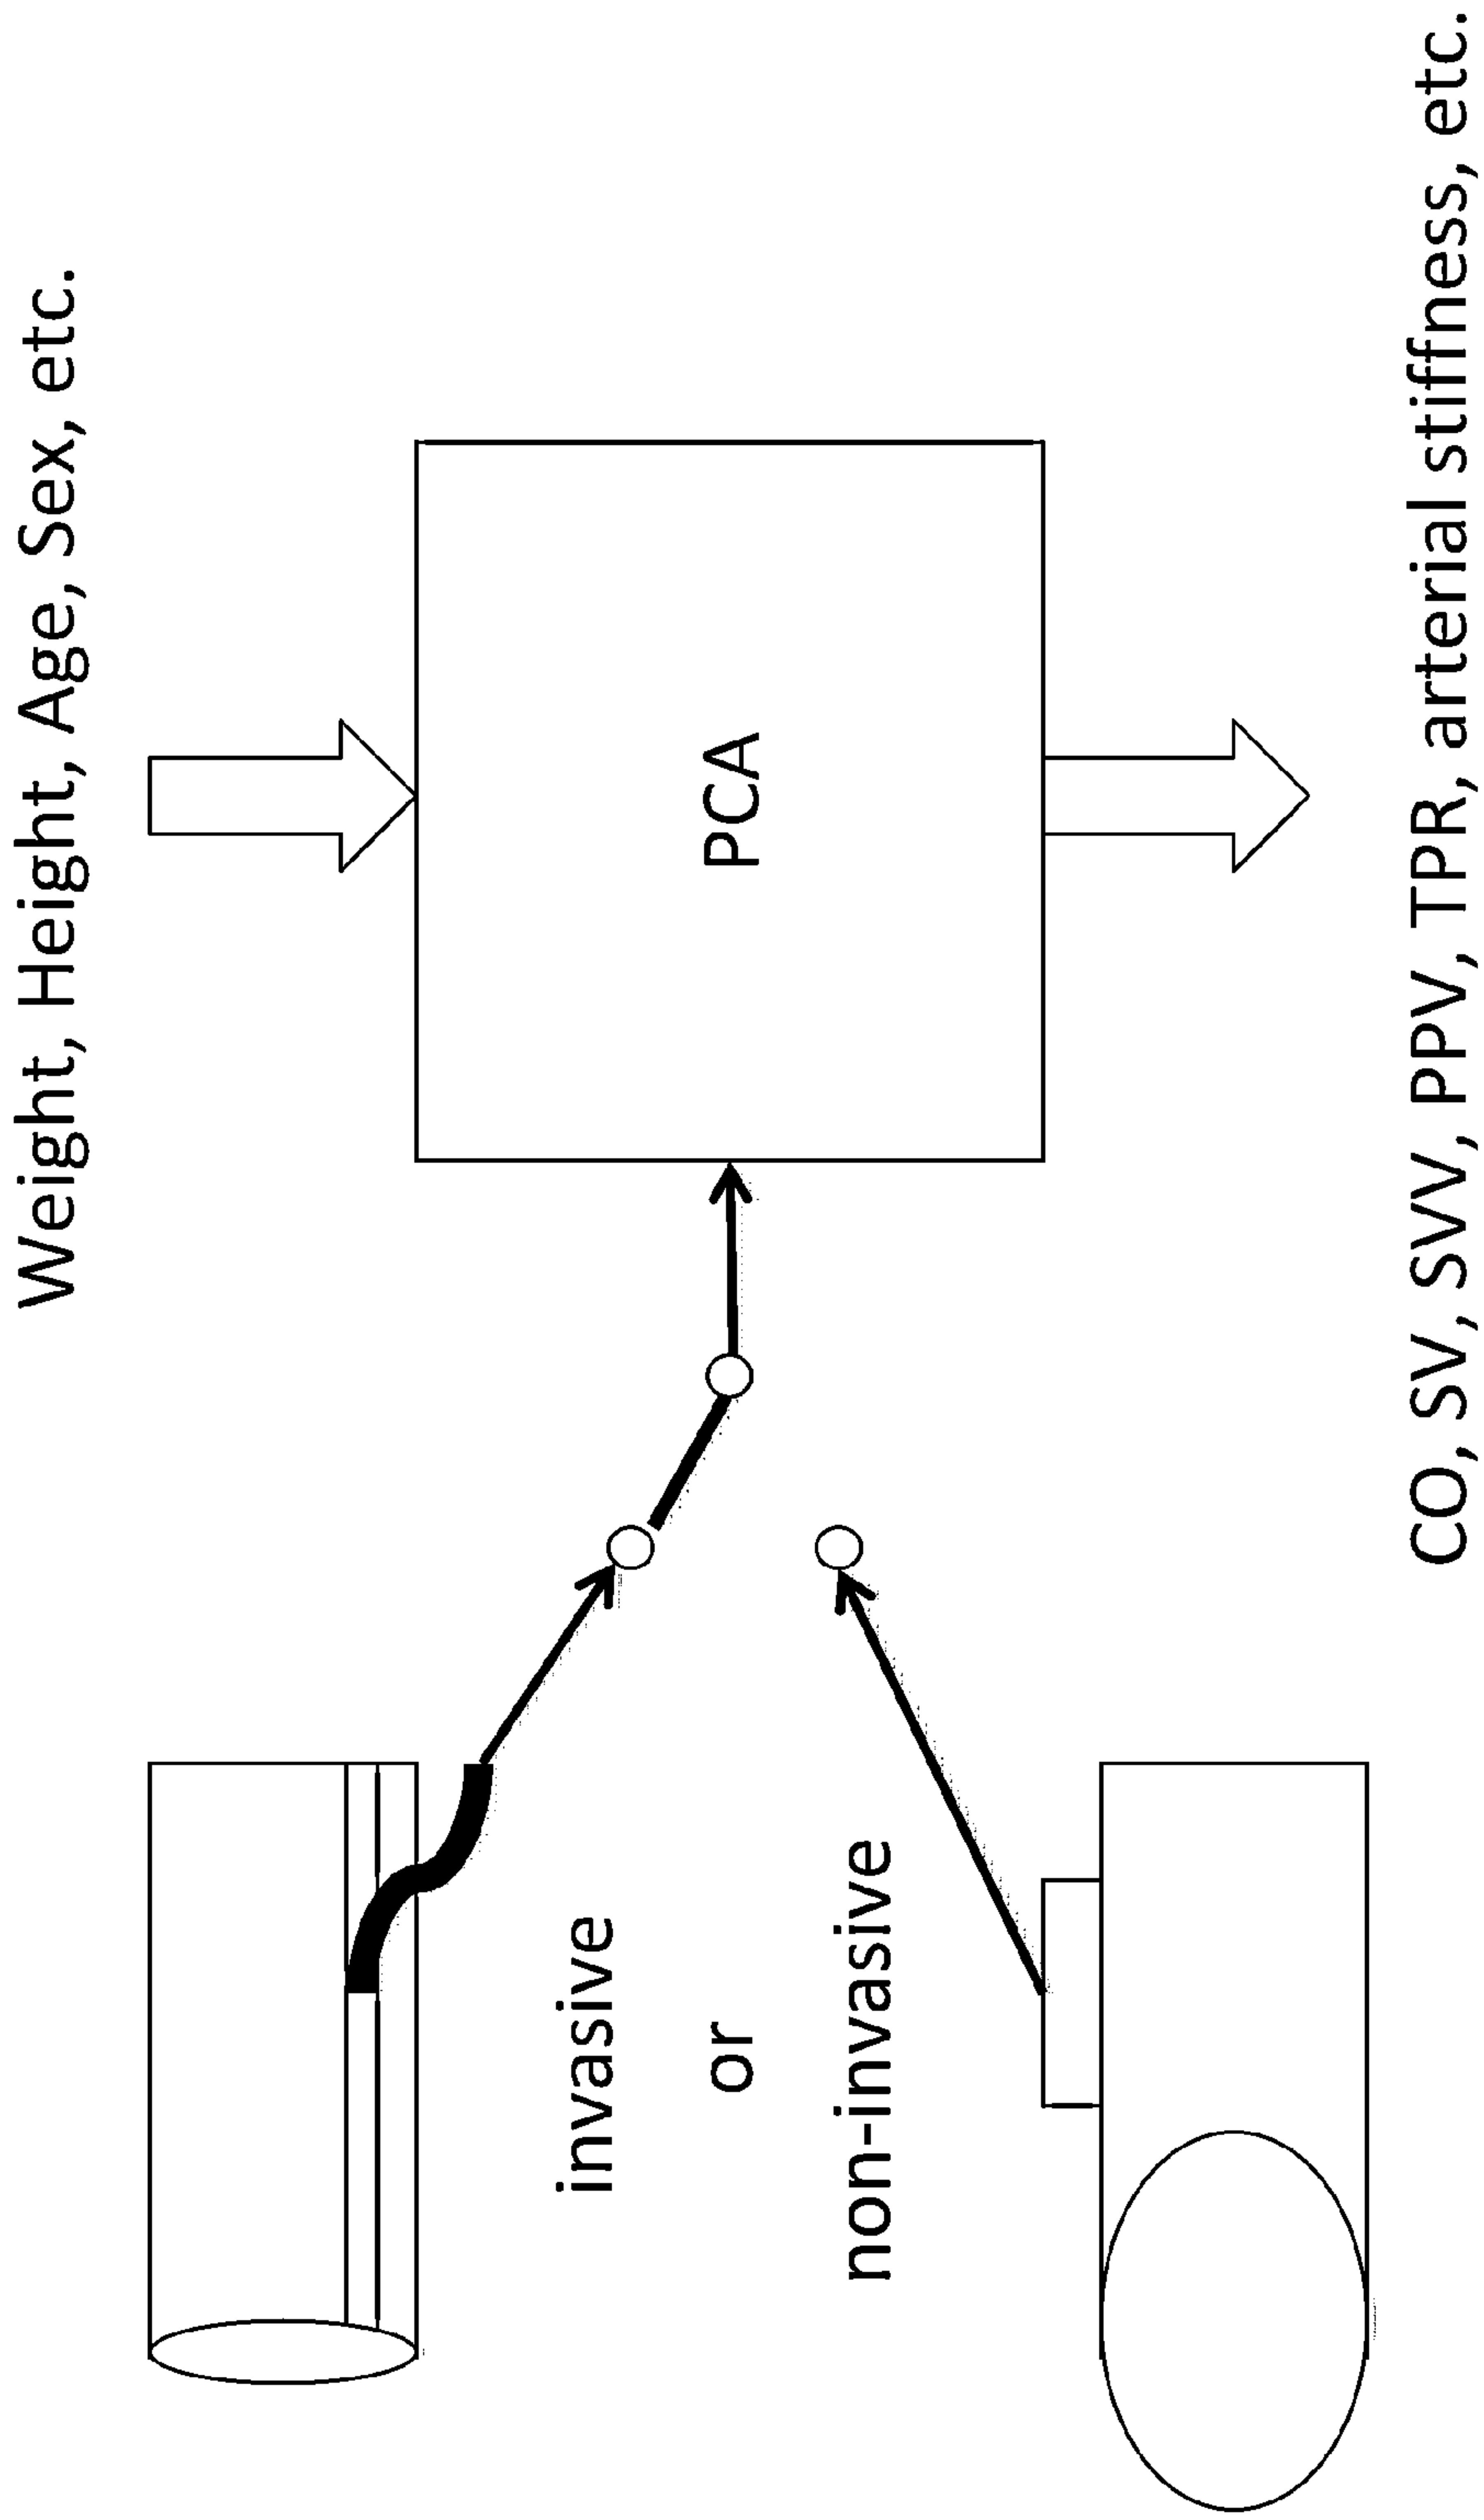 Weight, Height, Age, Sex, etc.
PCA
invasive
or
non-invasive
CO, SV, SVV, PPV, TPR, arterial stiffness, etc.